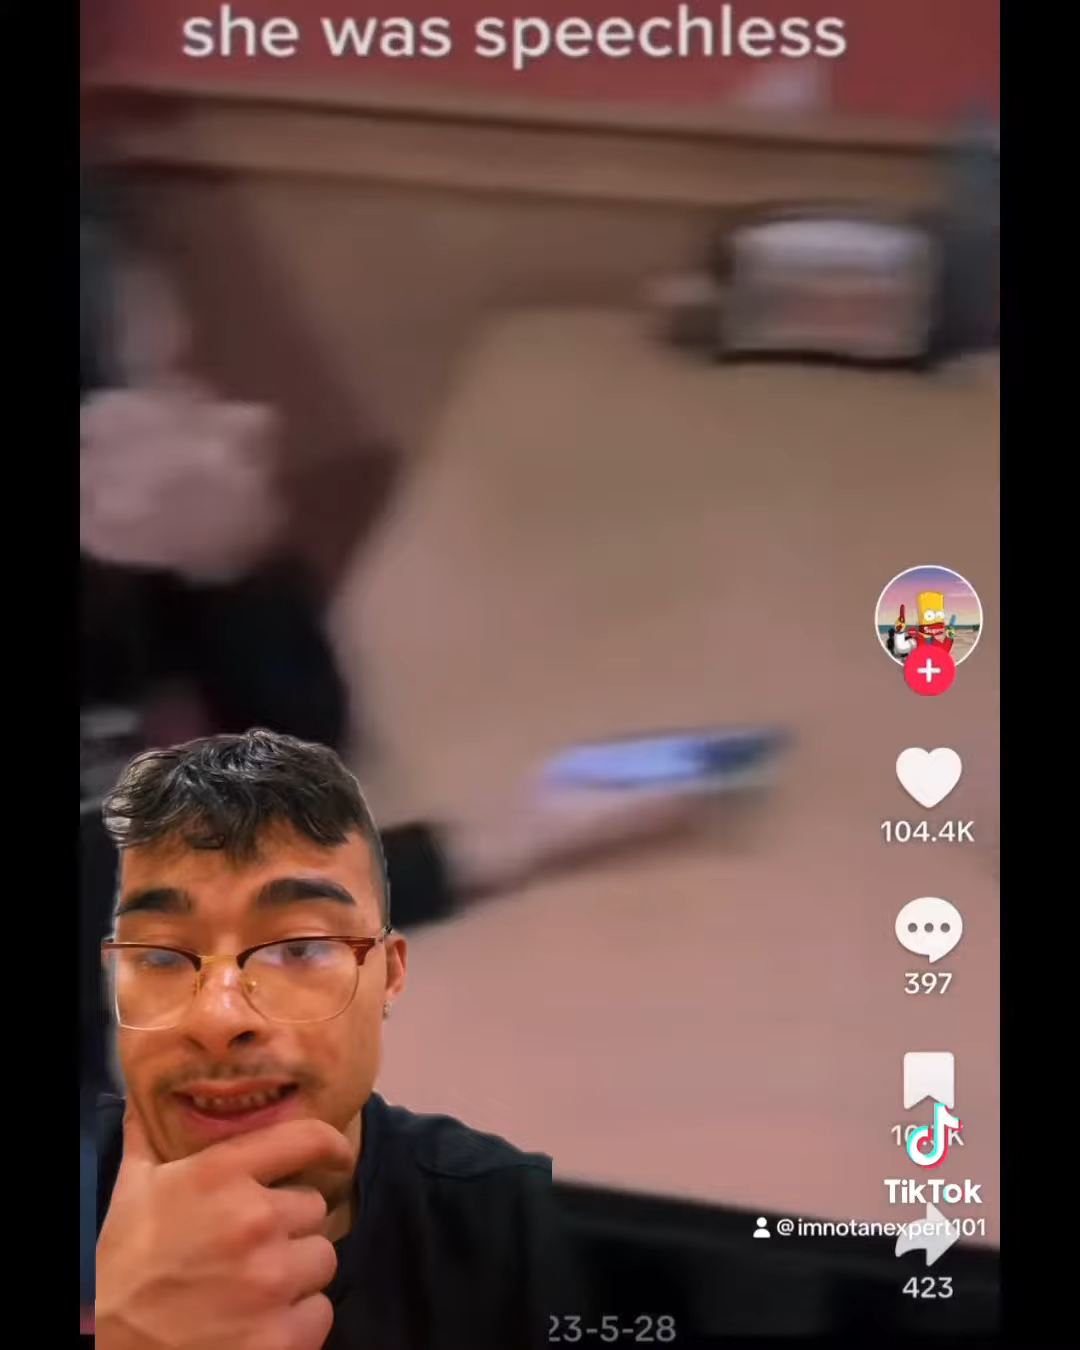 she was speechless
104.4K
397
TikTok
@imnotanexpert101
423
23-5-28